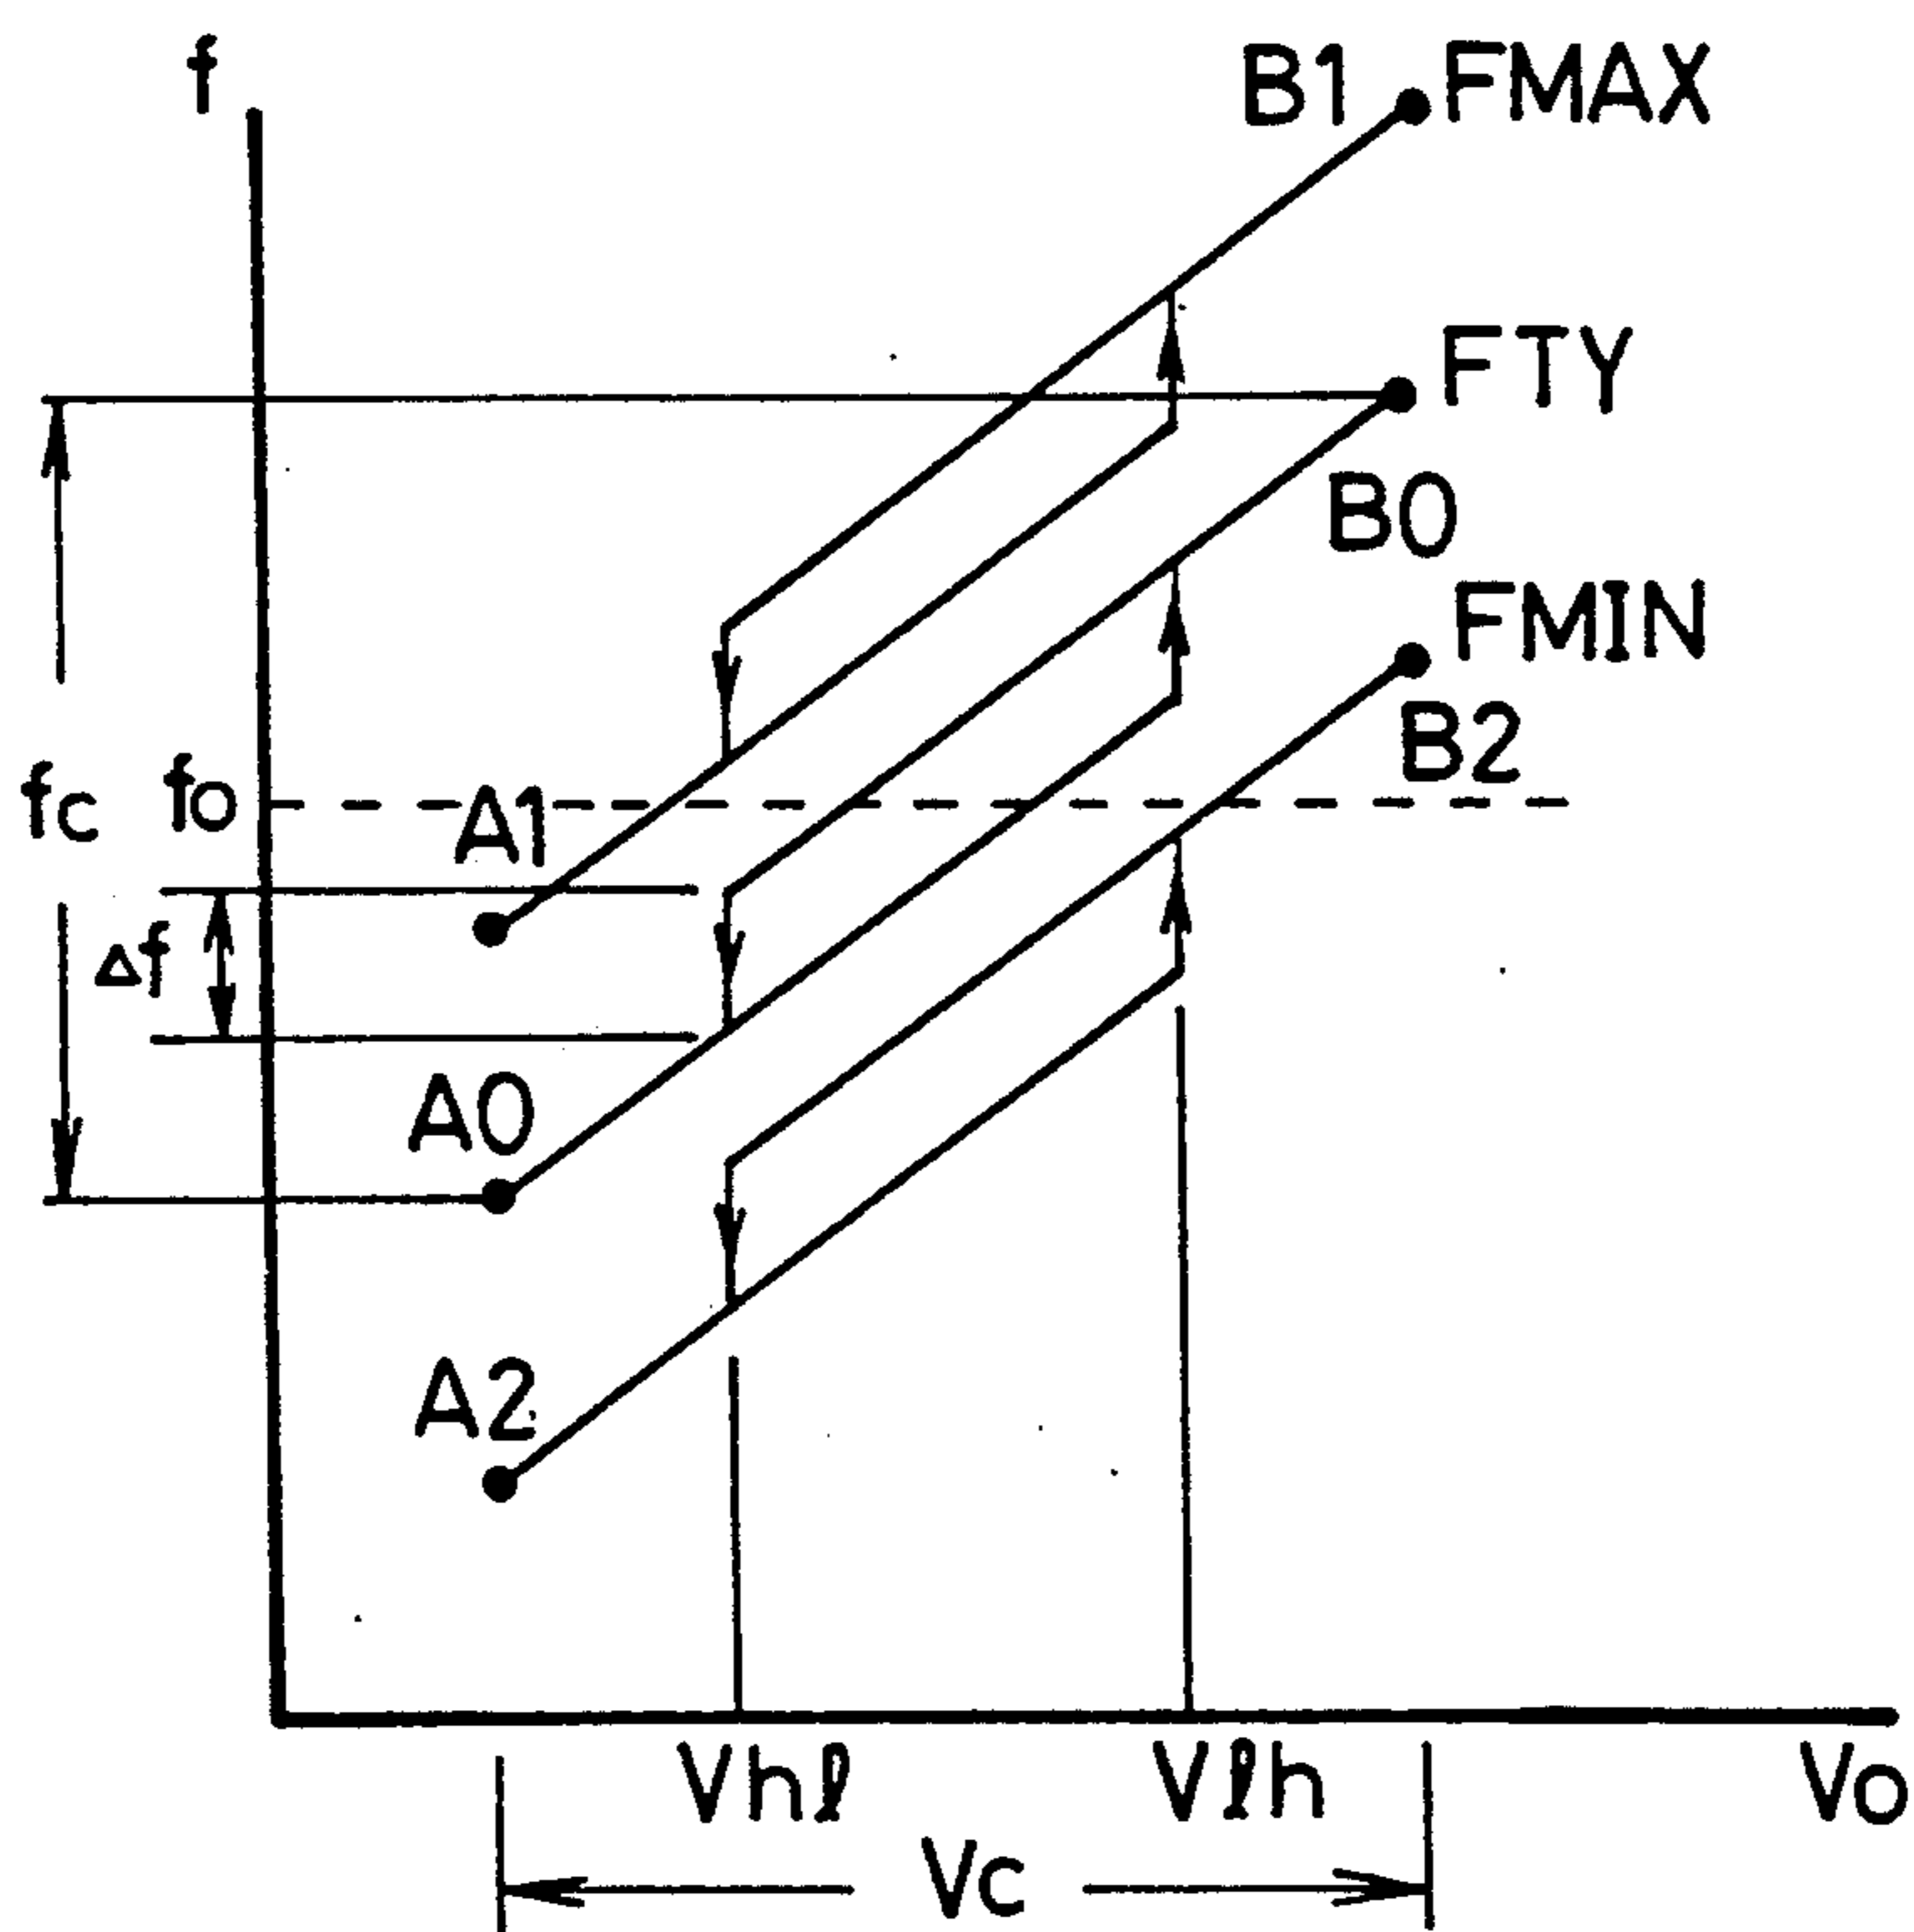 f
B1 FMAX
FTY
B0
FMIN
B2
fc fo
A1
Δf
A0
A2
Vhℓ Vℓh Vo
Vc